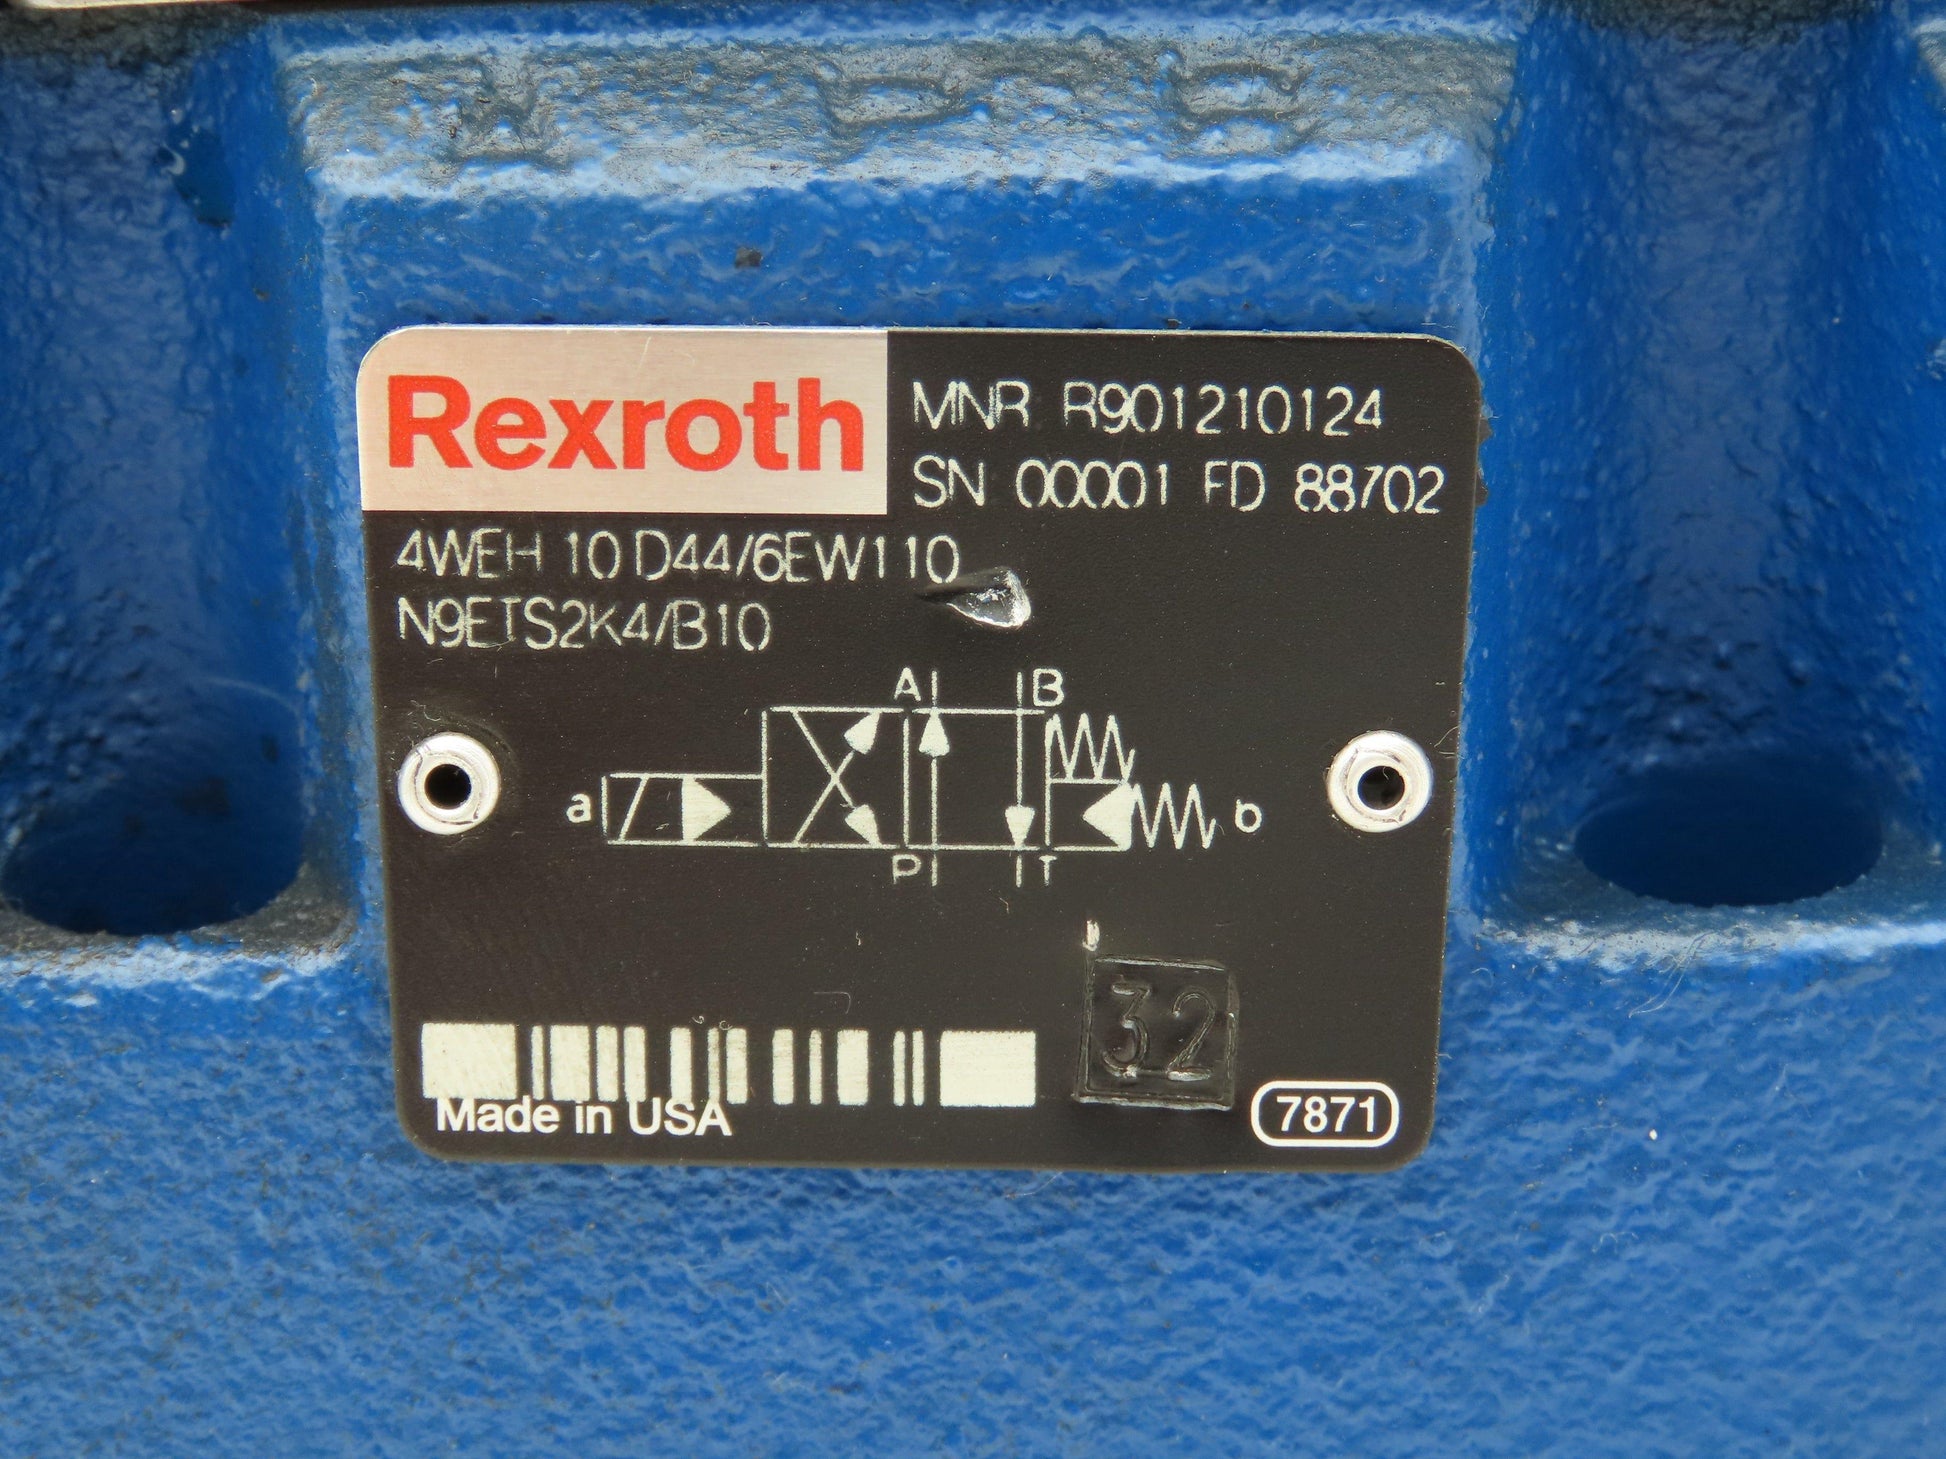 Rexroth
MNR R901210124
SN 00001 FD 88702
4WEH 10 D44/6EW110
N9ETS2K4/B10
A B
a b
P T
32
Made in USA
7871